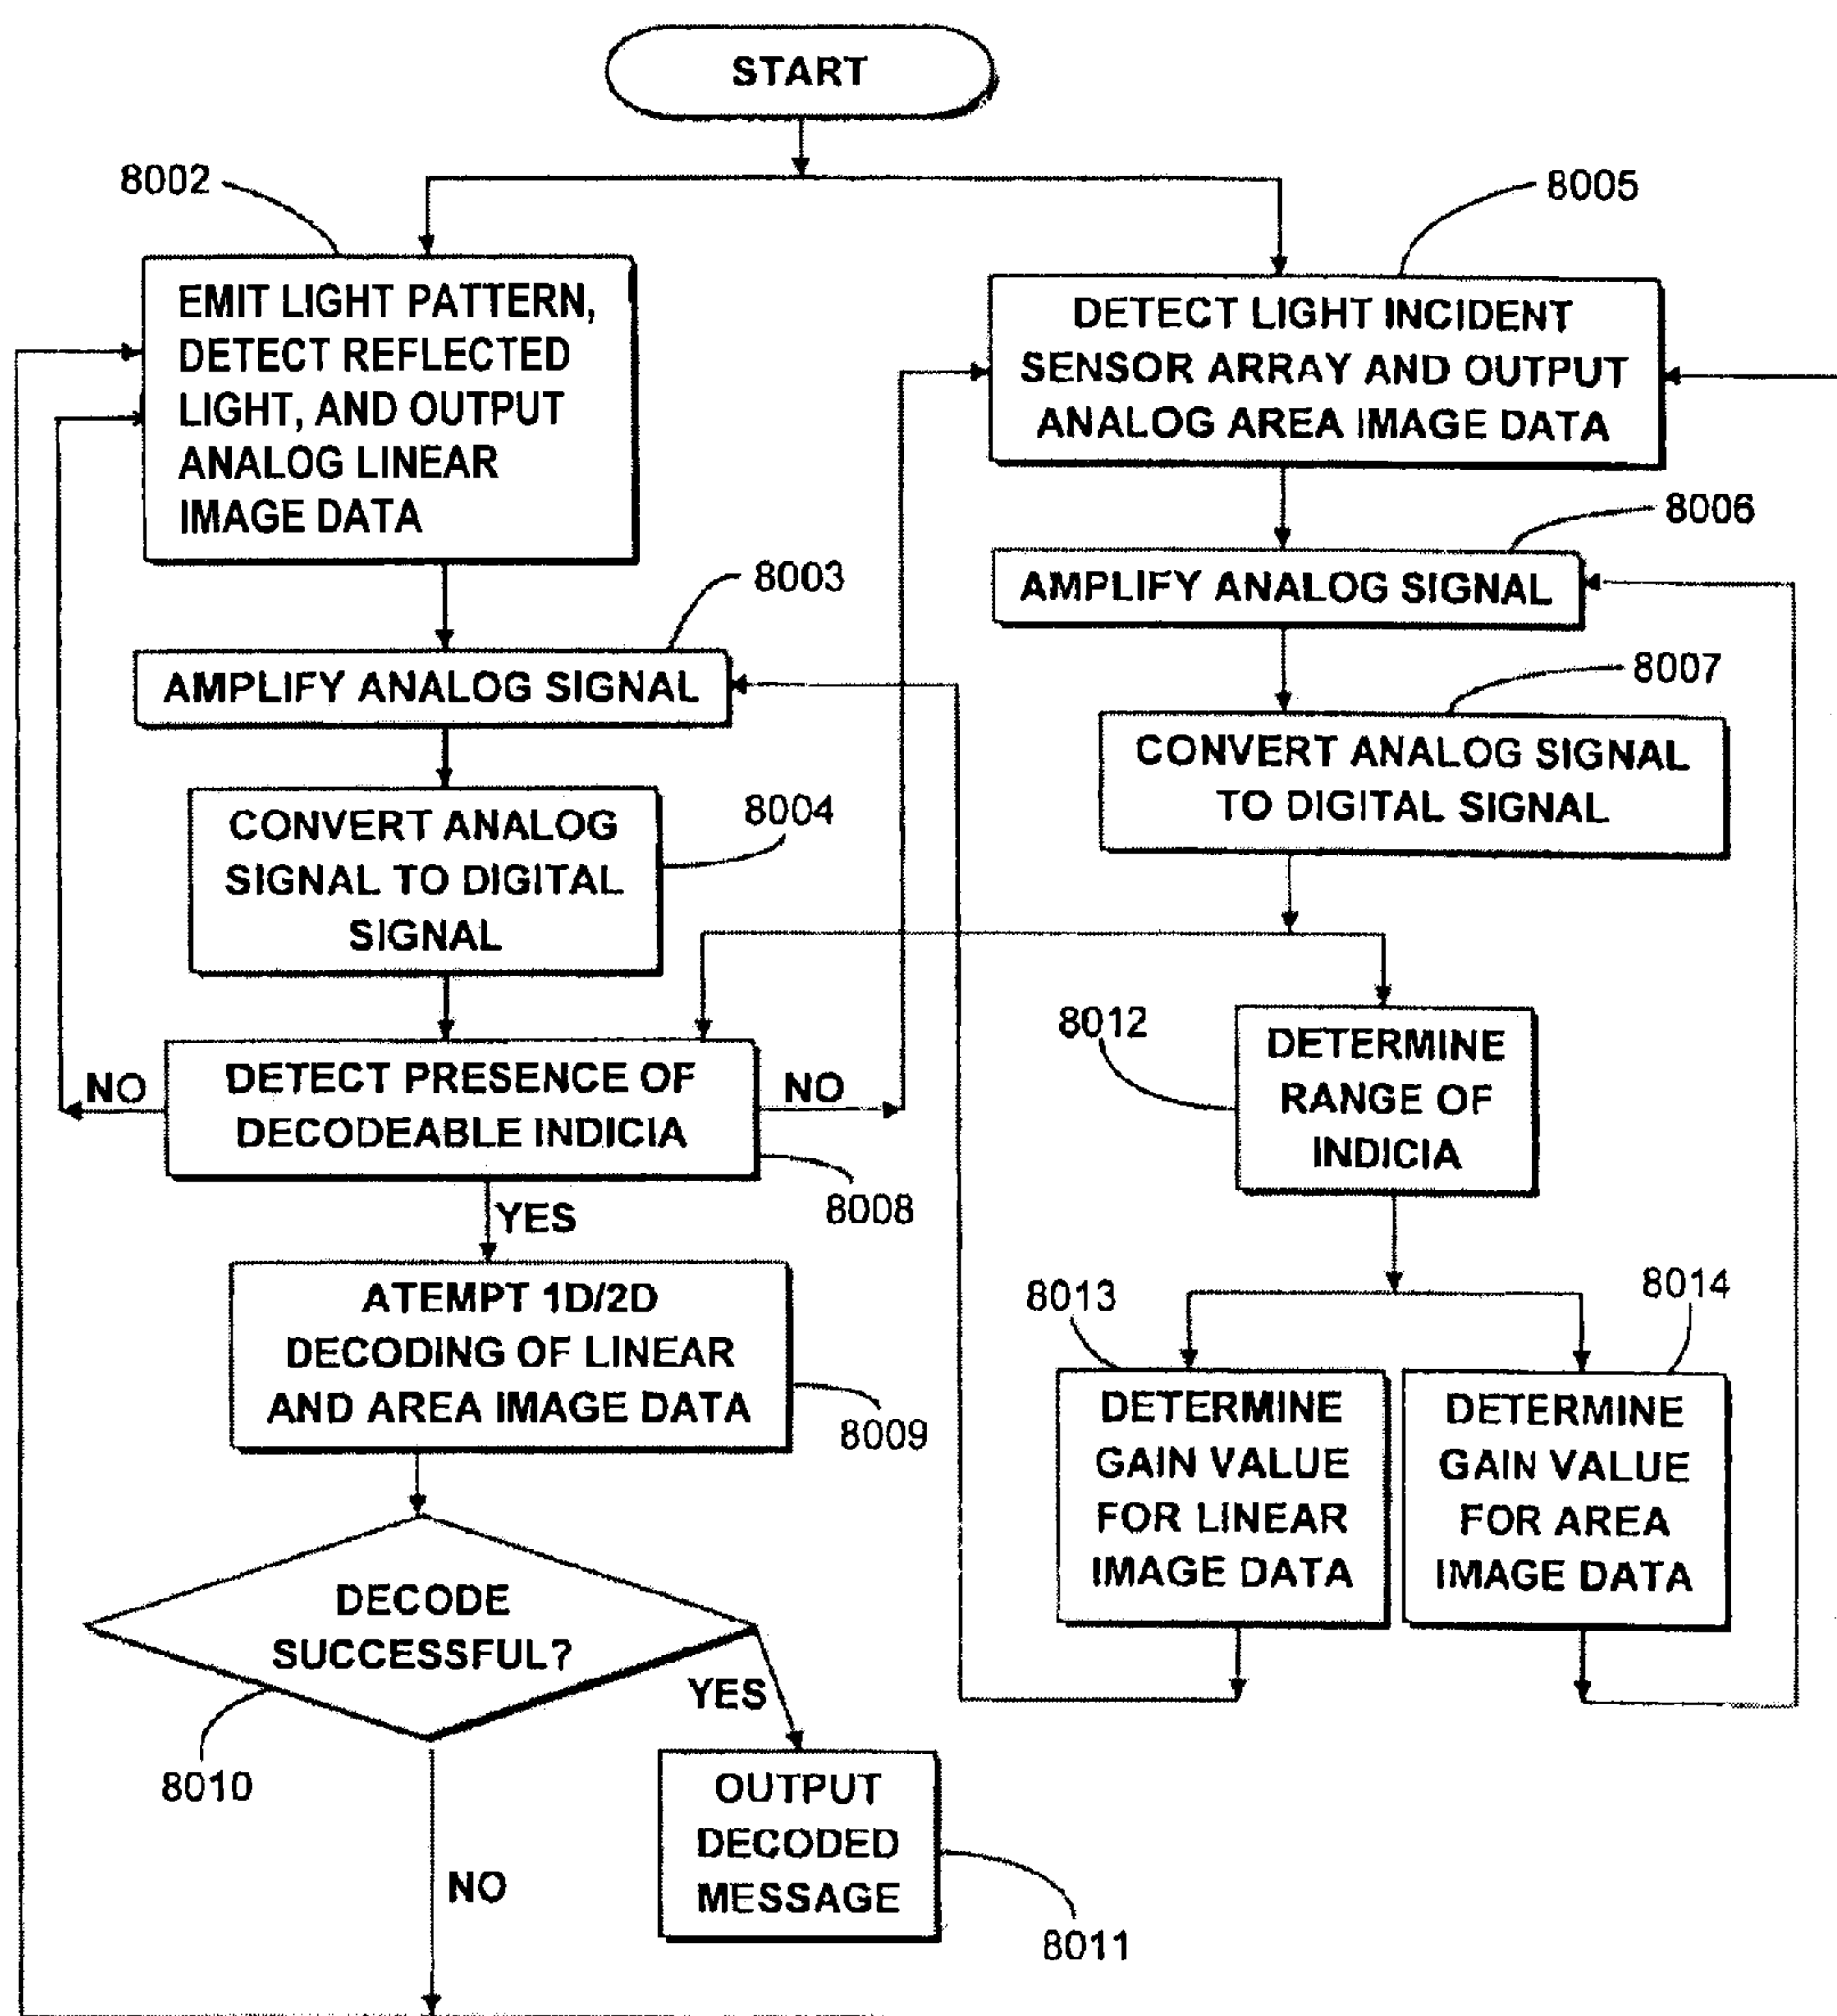 START
8002
8005
EMIT LIGHT PATTERN,
DETECT REFLECTED
LIGHT, AND OUTPUT
ANALOG LINEAR
IMAGE DATA
DETECT LIGHT INCIDENT
SENSOR ARRAY AND OUTPUT
ANALOG AREA IMAGE DATA
8003
8006
AMPLIFY ANALOG SIGNAL
AMPLIFY ANALOG SIGNAL
8007
8004
CONVERT ANALOG
SIGNAL TO DIGITAL
SIGNAL
CONVERT ANALOG SIGNAL
TO DIGITAL SIGNAL
NO
DETECT PRESENCE OF
DECODEABLE INDICIA
NO
8012
DETERMINE
RANGE OF
INDICIA
8008
YES
ATEMPT 1D/2D
DECODING OF LINEAR
AND AREA IMAGE DATA
8009
8013
8014
DETERMINE
GAIN VALUE
FOR LINEAR
IMAGE DATA
DETERMINE
GAIN VALUE
FOR AREA
IMAGE DATA
DECODE
SUCCESSFUL?
YES
8010
OUTPUT
DECODED
MESSAGE
NO
8011